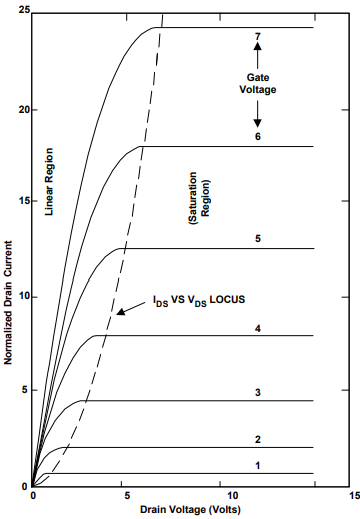 25
7
Gate
Voltage
20
6
Linear Region
(Saturation
Region)
15
5
Normalized Drain Current
10
IDS VS VDS LOCUS
4
5
3
2
1
0
0
5
10
15
Drain Voltage (Volts)